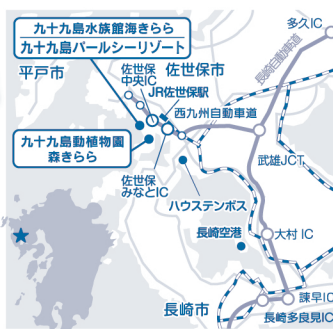 九十九島水族館海きらら
九十九島パールシーリゾート
多久IC
長崎自動車道
平戸市
佐世保
中央IC
佐世保市
JR佐世保駅
西九州自動車道
九十九島動植物園
森きらら
武雄JCT
佐世保
みなとIC
ハウステンボス
長崎空港
大村IC
諫早IC
長崎市
長崎多良見IC